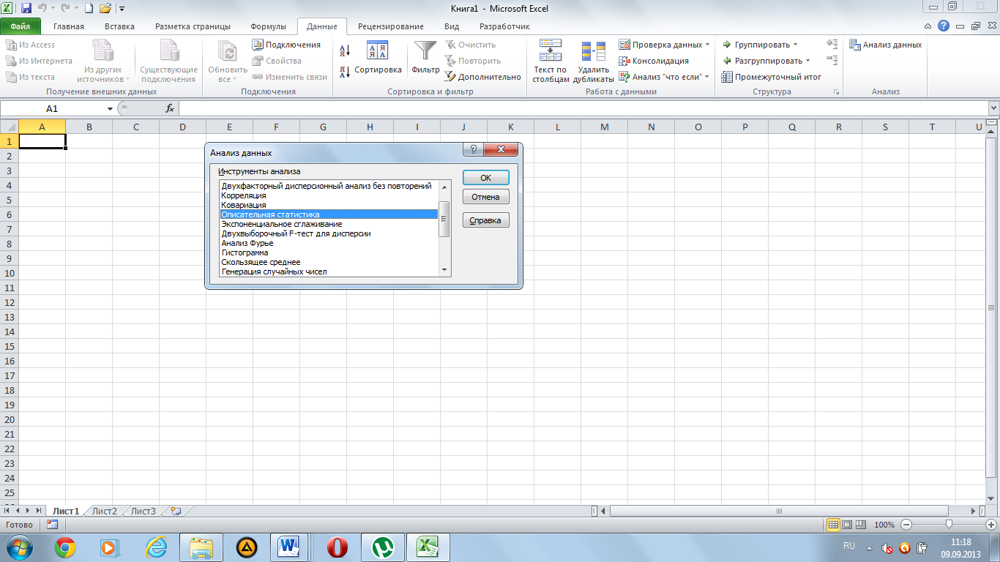 Книга1 - Microsoft Excel
Файл Главная Вставка Разметка страницы Формулы Данные Рецензирование Вид Разработчик
Из Access
Из Интернета
Из текста
Из других источников
Существующие подключения
Получение внешних данных
Обновить все
Подключения
Свойства
Изменить связи
Подключения
Сортировка
Фильтр
Очистить
Повторить
Дополнительно
Сортировка и фильтр
Текст по столбцам
Удалить дубликаты
Проверка данных
Консолидация
Анализ "что если"
Работа с данными
Группировать
Разгруппировать
Промежуточный итог
Структура
Анализ данных
Анализ
A1 fx
A B C D E F G H I J K L M N O P Q R S T U
1
2
3
4
5
6
7
8
9
10
11
12
13
14
15
16
17
18
19
20
21
22
23
24
25
Анализ данных
Инструменты анализа
Двухфакторный дисперсионный анализ без повторений
Корреляция
Ковариация
Описательная статистика
Экспоненциальное сглаживание
Двухвыборочный F-тест для дисперсии
Анализ Фурье
Гистограмма
Скользящее среднее
Генерация случайных чисел
OK
Отмена
Справка
Лист1 Лист2 Лист3
Готово 100%
RU 11:18
09.09.2013